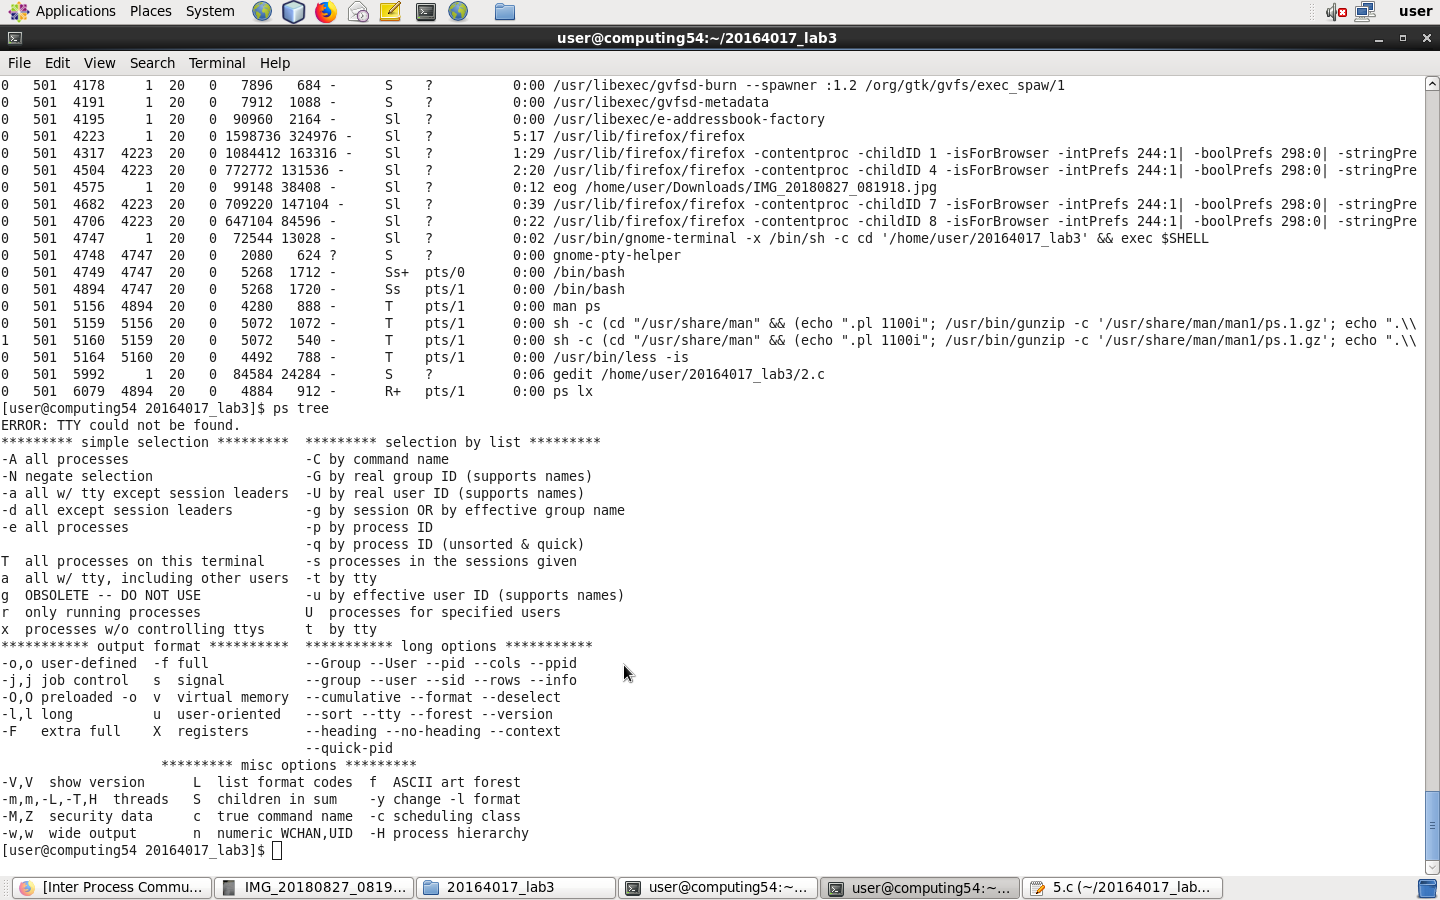 Applications Places System user
user@computing54:~/20164017_lab3
File Edit View Search Terminal Help
0   501  4178     1  20   0   7896   684 -      S    ?          0:00 /usr/libexec/gvfsd-burn --spawner :1.2 /org/gtk/gvfs/exec_spaw/1
0   501  4191     1  20   0   7912  1088 -      S    ?          0:00 /usr/libexec/gvfsd-metadata
0   501  4195     1  20   0  90960  2164 -      Sl   ?          0:00 /usr/libexec/e-addressbook-factory
0   501  4223     1  20   0 1598736 324976 -    Sl   ?          5:17 /usr/lib/firefox/firefox
0   501  4317  4223  20   0 1084412 163316 -    Sl   ?          1:29 /usr/lib/firefox/firefox -contentproc -childID 1 -isForBrowser -intPrefs 244:1| -boolPrefs 298:0| -stringPre
0   501  4504  4223  20   0 772772 131536 -     Sl   ?          2:20 /usr/lib/firefox/firefox -contentproc -childID 4 -isForBrowser -intPrefs 244:1| -boolPrefs 298:0| -stringPre
0   501  4575     1  20   0  99148 38408 -      Sl   ?          0:12 eog /home/user/Downloads/IMG_20180827_081918.jpg
0   501  4682  4223  20   0 709220 147104 -     Sl   ?          0:39 /usr/lib/firefox/firefox -contentproc -childID 7 -isForBrowser -intPrefs 244:1| -boolPrefs 298:0| -stringPre
0   501  4706  4223  20   0 647104 84596 -      Sl   ?          0:22 /usr/lib/firefox/firefox -contentproc -childID 8 -isForBrowser -intPrefs 244:1| -boolPrefs 298:0| -stringPre
0   501  4747     1  20   0  72544 13028 -      Sl   ?          0:02 /usr/bin/gnome-terminal -x /bin/sh -c cd '/home/user/20164017_lab3' && exec $SHELL
0   501  4748  4747  20   0   2080   624 ?      S    ?          0:00 gnome-pty-helper
0   501  4749  4747  20   0   5268  1712 -      Ss+  pts/0      0:00 /bin/bash
0   501  4894  4747  20   0   5268  1720 -      Ss   pts/1      0:00 /bin/bash
0   501  5156  4894  20   0   4280   888 -      T    pts/1      0:00 man ps
0   501  5159  5156  20   0   5072  1072 -      T    pts/1      0:00 sh -c (cd "/usr/share/man" && (echo ".pl 1100i"; /usr/bin/gunzip -c '/usr/share/man/man1/ps.1.gz'; echo ".\\
1   501  5160  5159  20   0   5072   540 -      T    pts/1      0:00 sh -c (cd "/usr/share/man" && (echo ".pl 1100i"; /usr/bin/gunzip -c '/usr/share/man/man1/ps.1.gz'; echo ".\\
0   501  5164  5160  20   0   4492   788 -      T    pts/1      0:00 /usr/bin/less -is
0   501  5992     1  20   0  84584 24284 -      S    ?          0:06 gedit /home/user/20164017_lab3/2.c
0   501  6079  4894  20   0   4884   912 -      R+   pts/1      0:00 ps lx
[user@computing54 20164017_lab3]$ ps tree
ERROR: TTY could not be found.
********* simple selection *********  ********* selection by list *********
-A all processes                      -C by command name
-N negate selection                   -G by real group ID (supports names)
-a all w/ tty except session leaders  -U by real user ID (supports names)
-d all except session leaders         -g by session OR by effective group name
-e all processes                      -p by process ID
                                      -q by process ID (unsorted & quick)
T  all processes on this terminal     -s processes in the sessions given
a  all w/ tty, including other users  -t by tty
g  OBSOLETE -- DO NOT USE             -u by effective user ID (supports names)
r  only running processes             U  processes for specified users
x  processes w/o controlling ttys     t  by tty
*********** output format **********  *********** long options ***********
-o,o user-defined  -f full            --Group --User --pid --cols --ppid
-j,j job control   s  signal          --group --user --sid --rows --info
-O,O preloaded -o  v  virtual memory  --cumulative --format --deselect
-l,l long          u  user-oriented   --sort --tty --forest --version
-F   extra full    X  registers       --heading --no-heading --context
                                      --quick-pid
                    ********* misc options *********
-V,V  show version      L  list format codes  f  ASCII art forest
-m,m,-L,-T,H  threads   S  children in sum    -y change -l format
-M,Z  security data     c  true command name  -c scheduling class
-w,w  wide output       n  numeric WCHAN,UID  -H process hierarchy
[user@computing54 20164017_lab3]$
[Inter Process Commu... IMG_20180827_0819... 20164017_lab3 user@computing54:~/... user@computing54:~/... 5.c (~/20164017_lab...